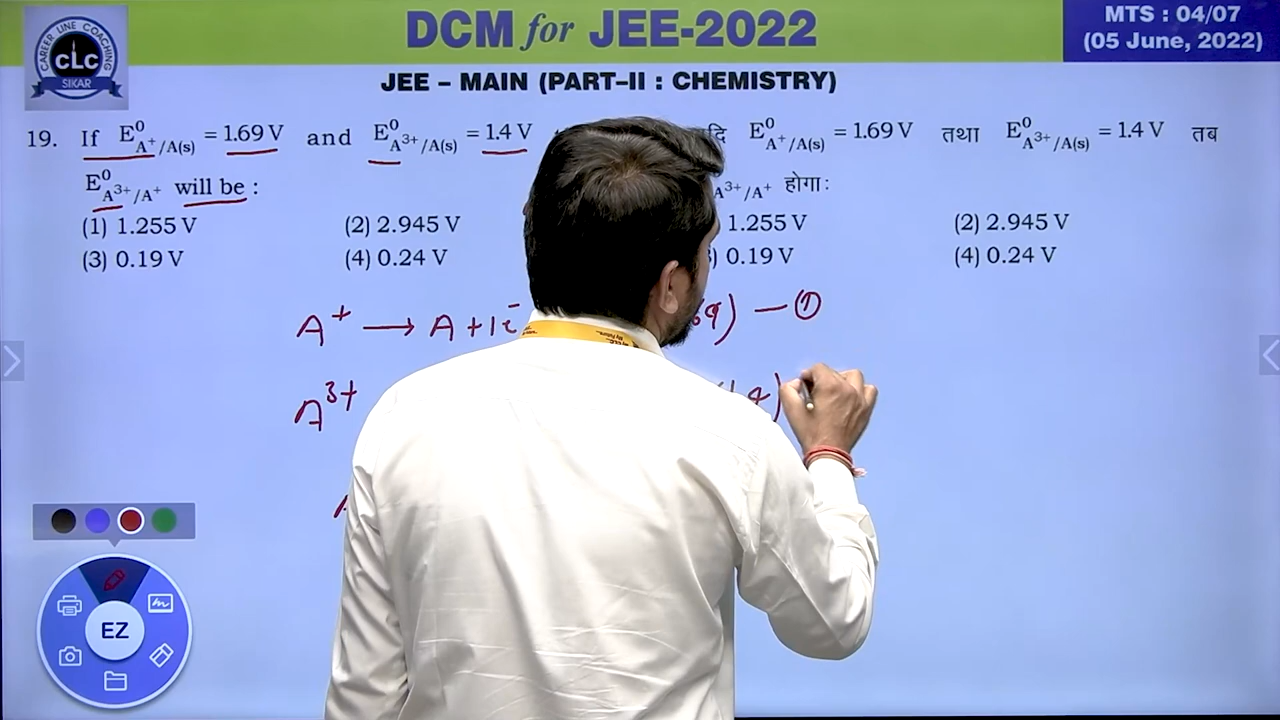 CAREER LINE COACHING
CLC
SIKAR
DCM for JEE-2022
MTS : 04/07
(05 June, 2022)
JEE – MAIN (PART–II : CHEMISTRY)
19. If E⁰A⁺/A(s) = 1.69 V and E⁰A³⁺/A(s) = 1.4 V
E⁰A³⁺/A⁺ will be :
(1) 1.255 V (2) 2.945 V
(3) 0.19 V (4) 0.24 V
E⁰A⁺/A(s) = 1.69 V तथा E⁰A³⁺/A(s) = 1.4 V तब
A³⁺/A⁺ होगा:
1.255 V (2) 2.945 V
) 0.19 V (4) 0.24 V
A⁺ → A + 1e⁻ 69) — ①
A³⁺ 4)
EZ